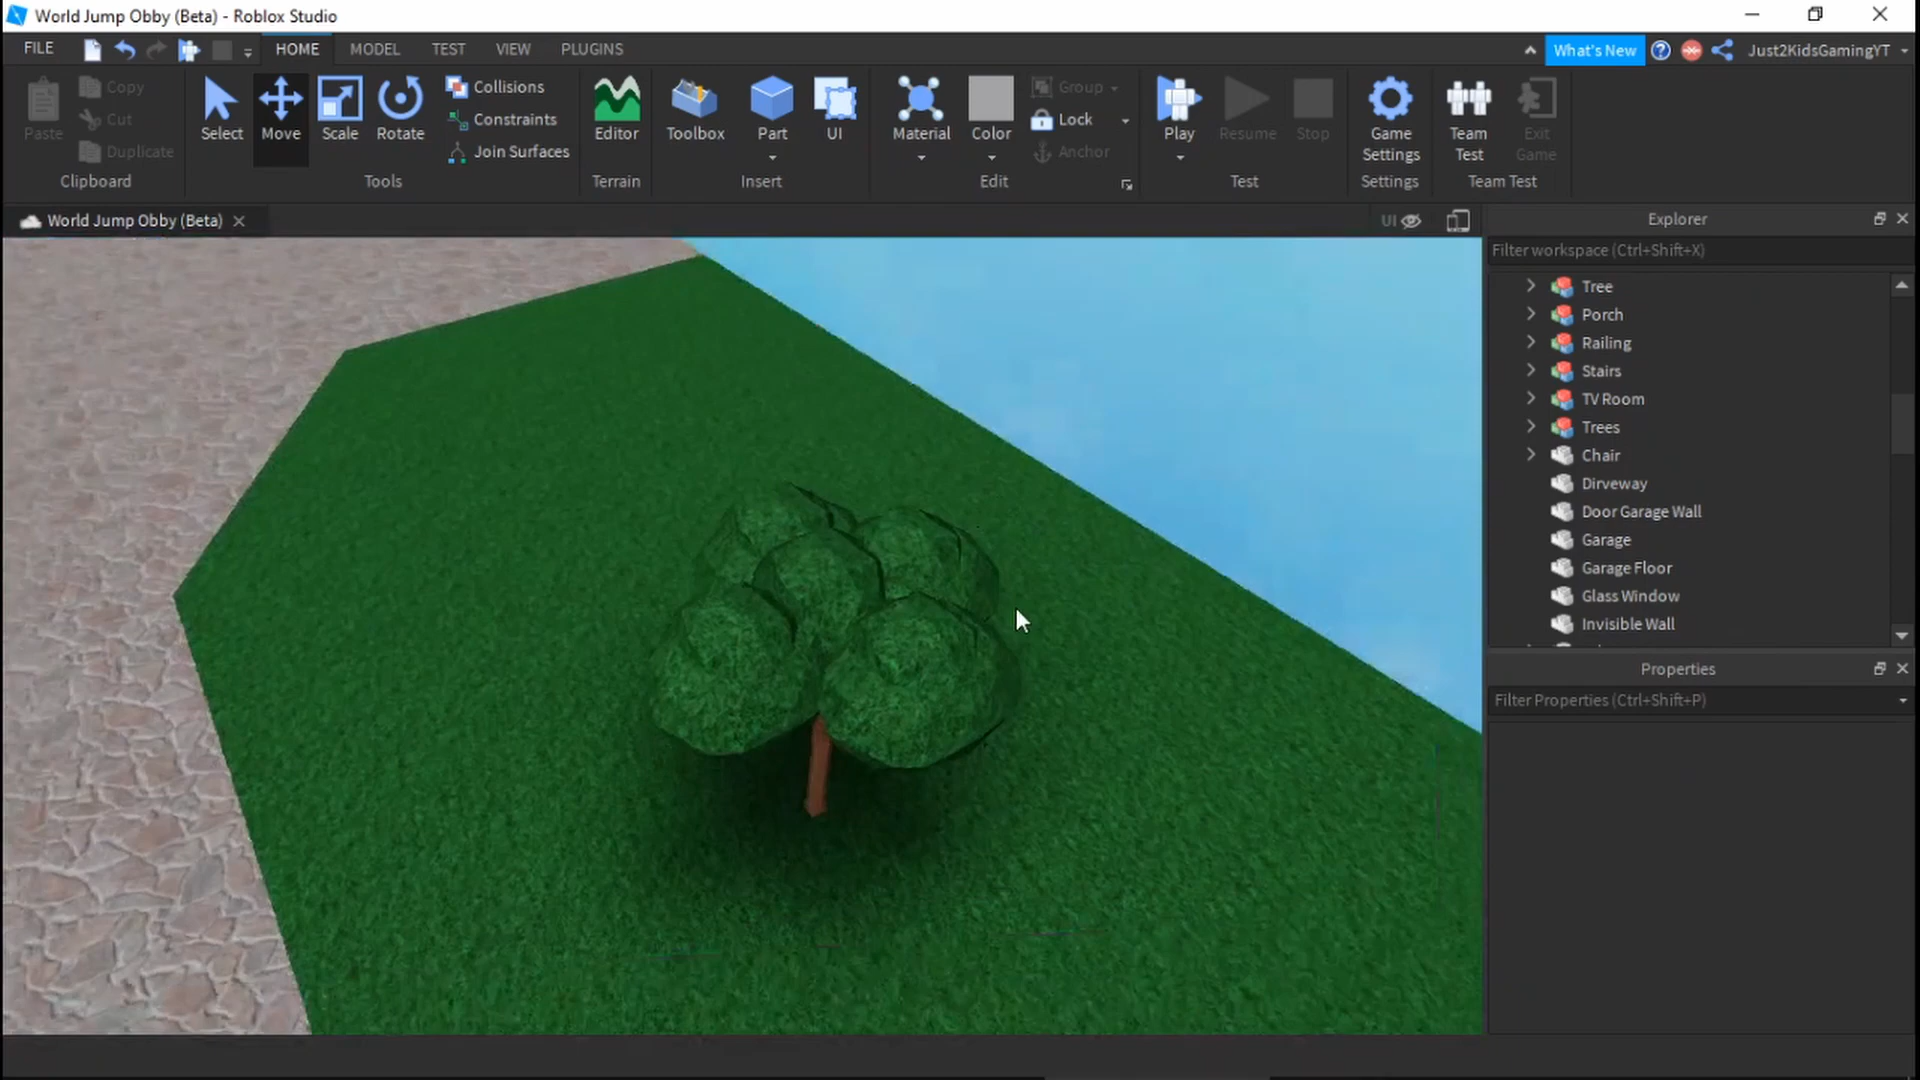 World Jump Obby (Beta) - Roblox Studio
FILE HOME MODEL TEST VIEW PLUGINS What's New Just2KidsGamingYT
Paste Copy Cut Duplicate
Clipboard
Select Move Scale Rotate Collisions Constraints Join Surfaces
Tools
Editor
Terrain
Toolbox Part UI
Insert
Material Color Group Lock Anchor
Edit
Play Resume Stop
Test
Game Settings
Settings
Team Test Exit Game
Team Test
World Jump Obby (Beta)
UI
Explorer
Filter workspace (Ctrl+Shift+X)
Tree
Porch
Railing
Stairs
TV Room
Trees
Chair
Dirveway
Door Garage Wall
Garage
Garage Floor
Glass Window
Invisible Wall
Properties
Filter Properties (Ctrl+Shift+P)